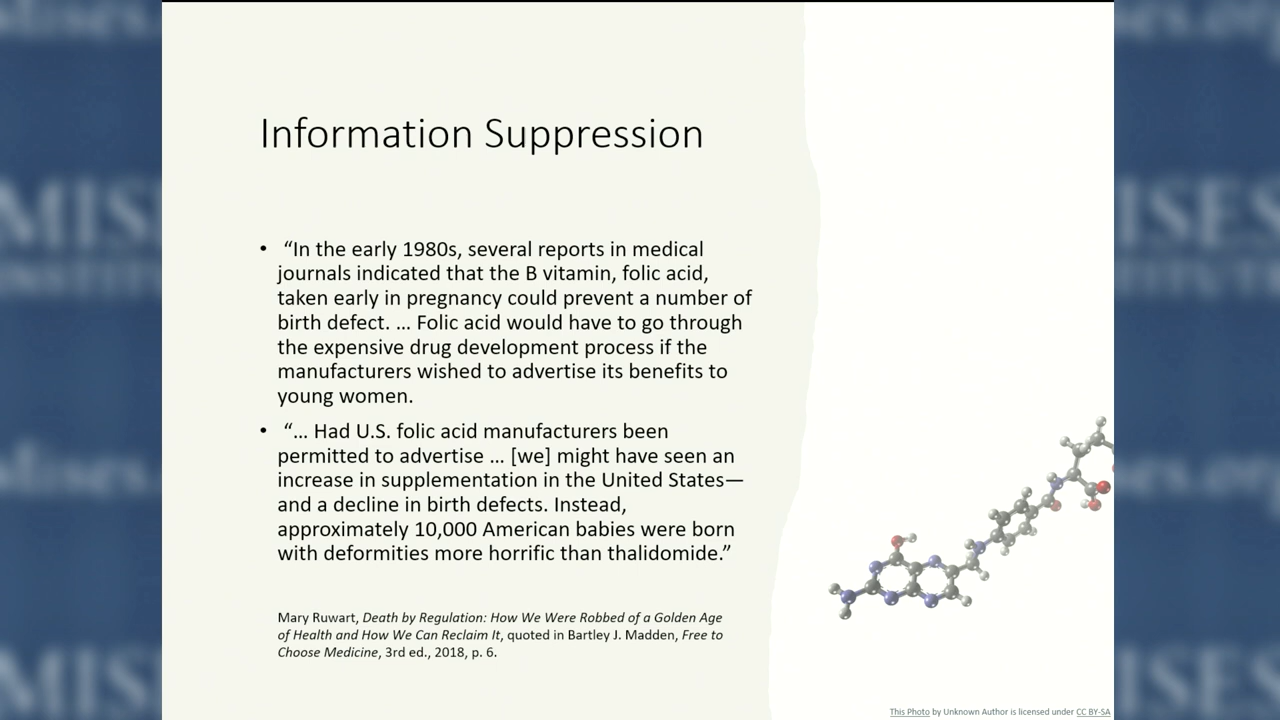 Information Suppression
• “In the early 1980s, several reports in medical
journals indicated that the B vitamin, folic acid,
taken early in pregnancy could prevent a number of
birth defect. … Folic acid would have to go through
the expensive drug development process if the
manufacturers wished to advertise its benefits to
young women.
• “… Had U.S. folic acid manufacturers been
permitted to advertise … [we] might have seen an
increase in supplementation in the United States—
and a decline in birth defects. Instead,
approximately 10,000 American babies were born
with deformities more horrific than thalidomide.”
Mary Ruwart, Death by Regulation: How We Were Robbed of a Golden Age
of Health and How We Can Reclaim It, quoted in Bartley J. Madden, Free to
Choose Medicine, 3rd ed., 2018, p. 6.
This Photo by Unknown Author is licensed under CC BY-SA